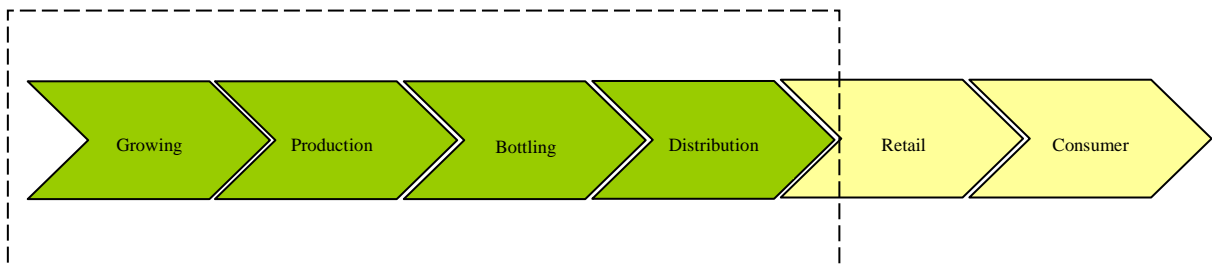 Growing
Production
Bottling
Distribution
Retail
Consumer